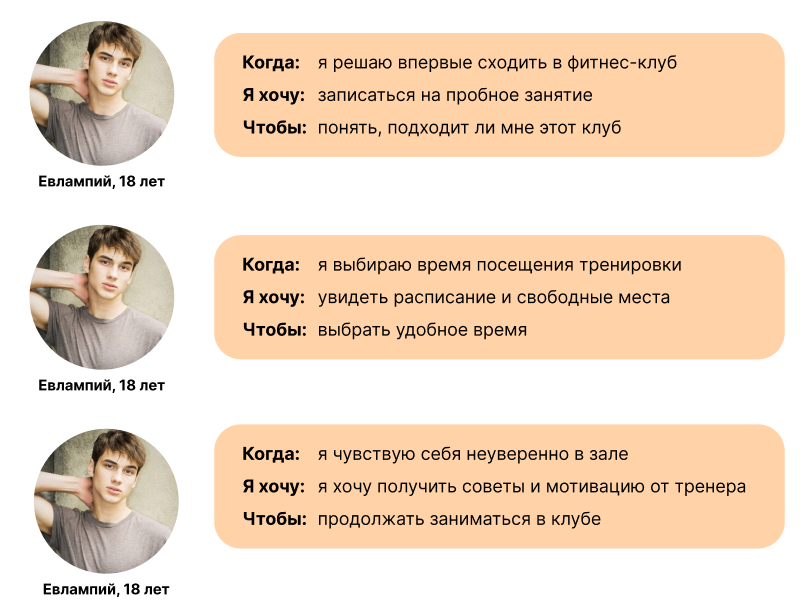 Когда: я решаю впервые сходить в фитнес-клуб
Я хочу: записаться на пробное занятие
Чтобы: понять, подходит ли мне этот клуб
Евлампий, 18 лет
Когда: я выбираю время посещения тренировки
Я хочу: увидеть расписание и свободные места
Чтобы: выбрать удобное время
Евлампий, 18 лет
Когда: я чувствую себя неуверенно в зале
Я хочу: я хочу получить советы и мотивацию от тренера
Чтобы: продолжать заниматься в клубе
Евлампий, 18 лет